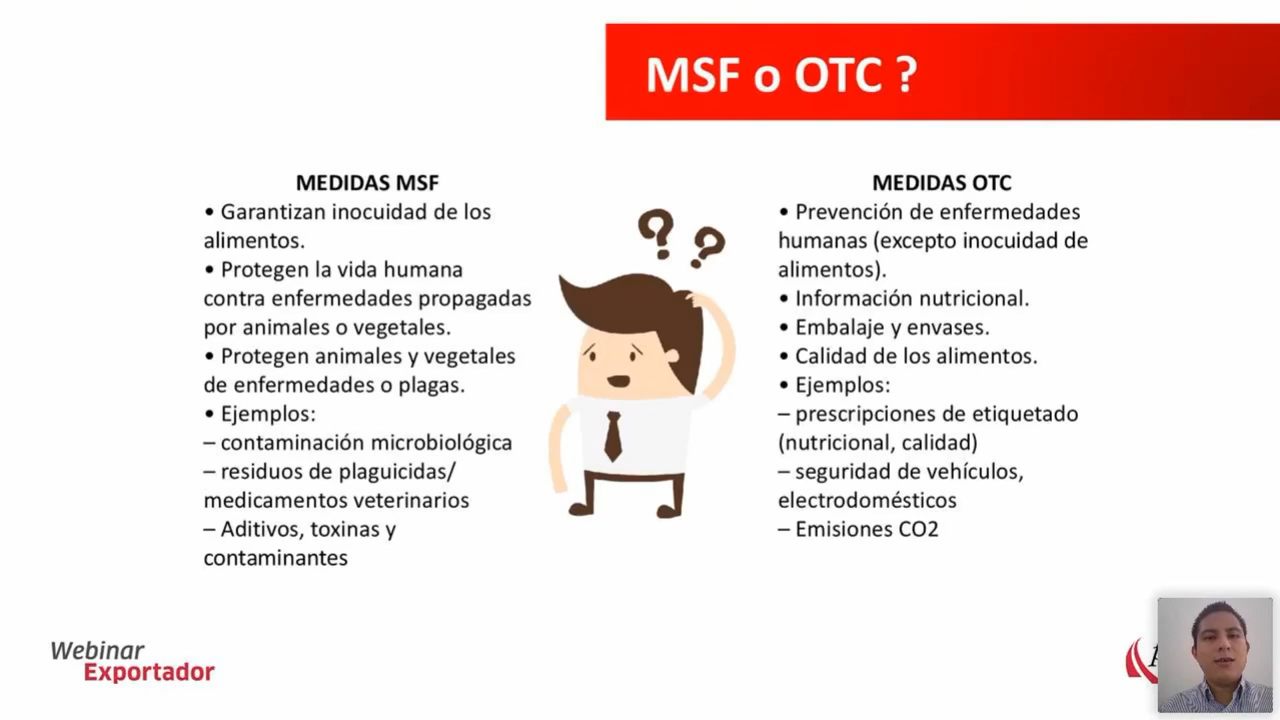 MSF o OTC ?
MEDIDAS MSF
• Garantizan inocuidad de los
alimentos.
• Protegen la vida humana
contra enfermedades propagadas
por animales o vegetales.
• Protegen animales y vegetales
de enfermedades o plagas.
• Ejemplos:
– contaminación microbiológica
– residuos de plaguicidas/
medicamentos veterinarios
– Aditivos, toxinas y
contaminantes
MEDIDAS OTC
• Prevención de enfermedades
humanas (excepto inocuidad de
alimentos).
• Información nutricional.
• Embalaje y envases.
• Calidad de los alimentos.
• Ejemplos:
– prescripciones de etiquetado
(nutricional, calidad)
– seguridad de vehículos,
electrodomésticos
– Emisiones CO2
Webinar
Exportador